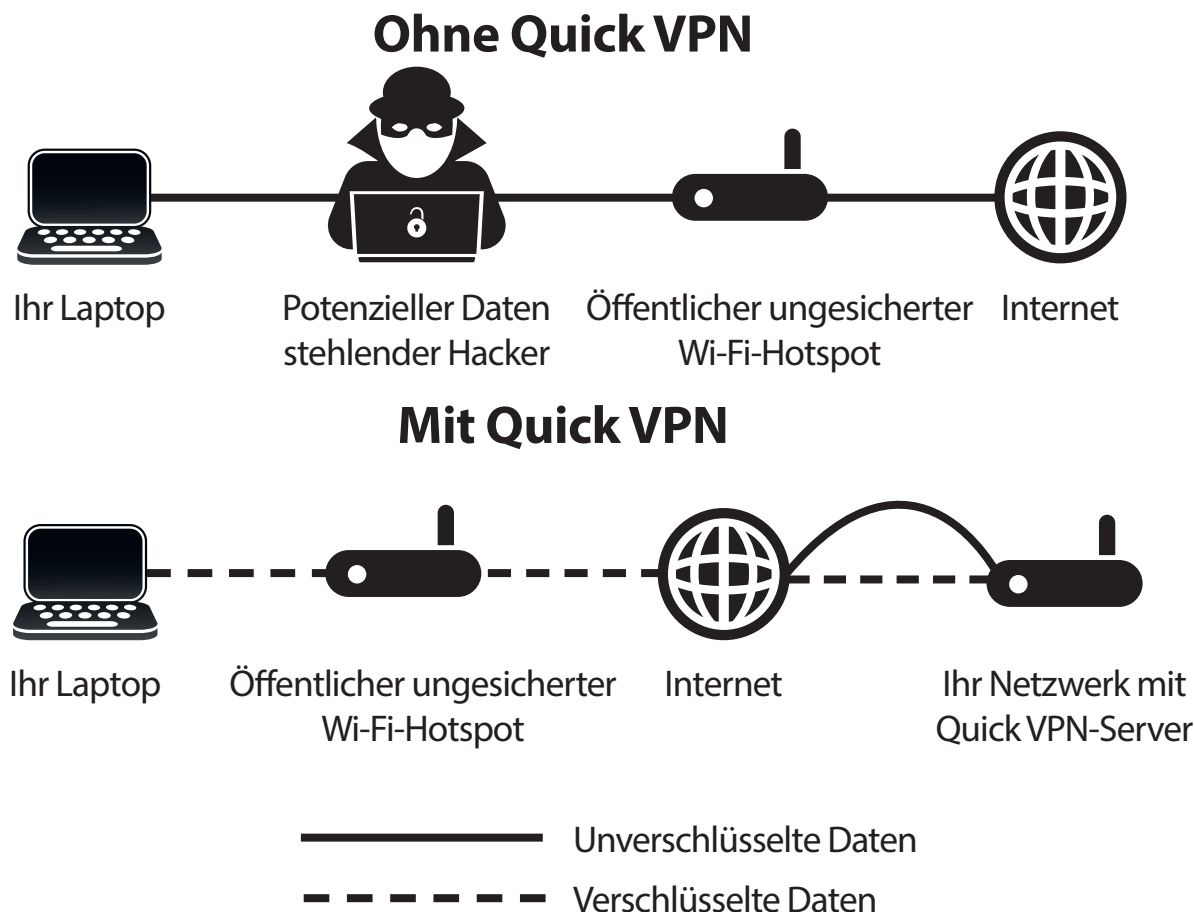 Ohne Quick VPN
Ihr Laptop
Potenzieller Daten
stehlender Hacker
Öffentlicher ungesicherter
Wi-Fi-Hotspot
Internet
Mit Quick VPN
Ihr Laptop
Öffentlicher ungesicherter
Wi-Fi-Hotspot
Internet
Ihr Netzwerk mit
Quick VPN-Server
Unverschlüsselte Daten
Verschlüsselte Daten